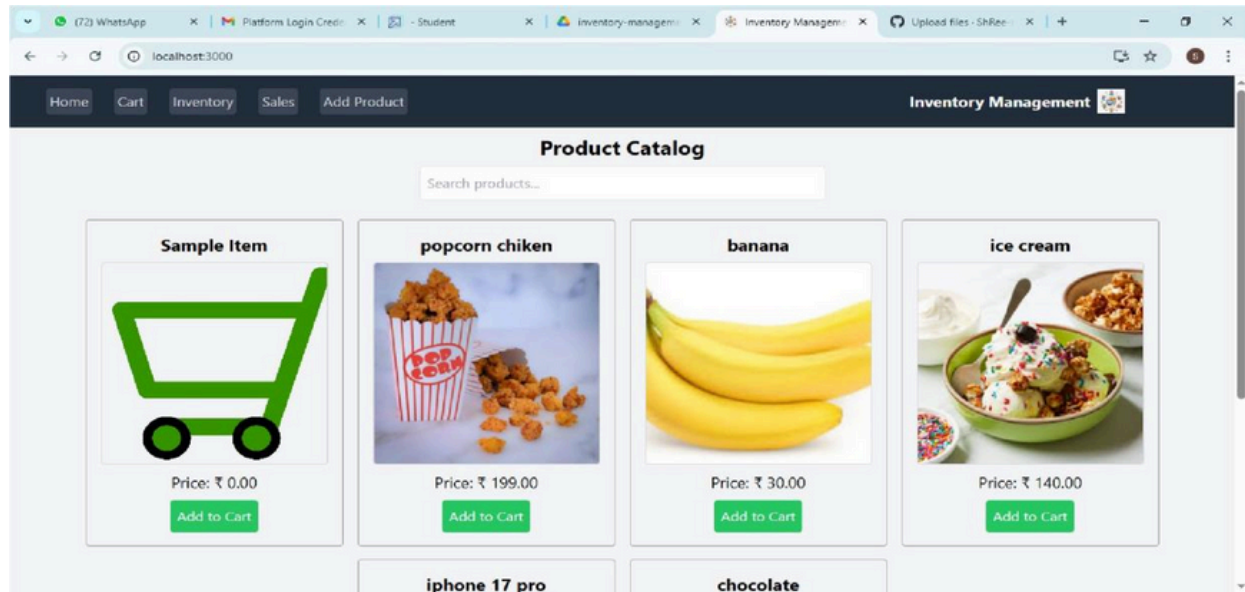 (72) WhatsApp
Platform Login Crede
- Student
inventory-manageme
Inventory Manageme
Upload files · ShRee
localhost:3000
S
Home
Cart
Inventory
Sales
Add Product
Inventory Management
Product Catalog
Search products...
Sample Item
popcorn chiken
banana
ice cream
POP
CORN
Price: ₹ 0.00
Price: ₹ 199.00
Price: ₹ 30.00
Price: ₹ 140.00
Add to Cart
Add to Cart
Add to Cart
Add to Cart
iphone 17 pro
chocolate